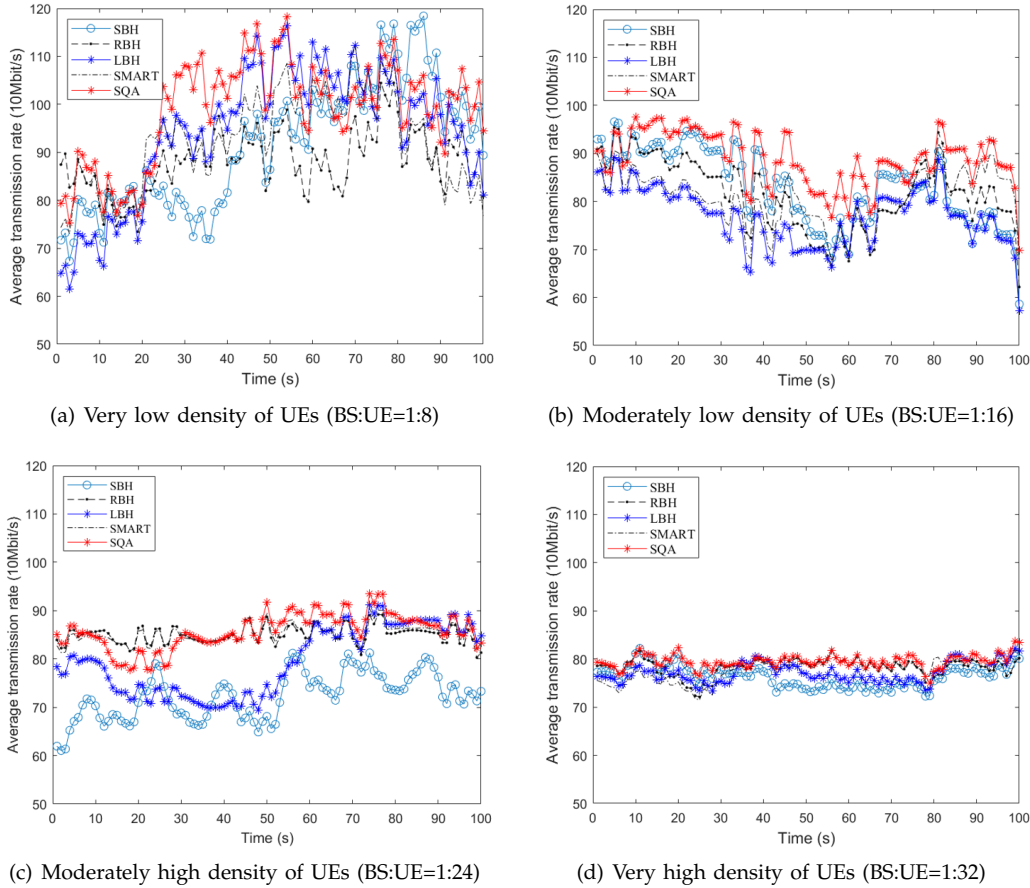 120
110
100
90
80
70
60
50
Average transmission rate (10Mbit/s)
SBH
RBH
LBH
SMART
SQA
0 10 20 30 40 50 60 70 80 90 100
Time (s)
(a) Very low density of UEs (BS:UE=1:8)
120
110
100
90
80
70
60
50
Average transmission rate (10Mbit/s)
SBH
RBH
LBH
SMART
SQA
0 10 20 30 40 50 60 70 80 90 100
Time (s)
(b) Moderately low density of UEs (BS:UE=1:16)
120
110
100
90
80
70
60
50
Average transmission rate (10Mbit/s)
SBH
RBH
LBH
SMART
SQA
0 10 20 30 40 50 60 70 80 90 100
Time (s)
(c) Moderately high density of UEs (BS:UE=1:24)
120
110
100
90
80
70
60
50
Average transmission rate (10Mbit/s)
SBH
RBH
LBH
SMART
SQA
0 10 20 30 40 50 60 70 80 90 100
Time (s)
(d) Very high density of UEs (BS:UE=1:32)